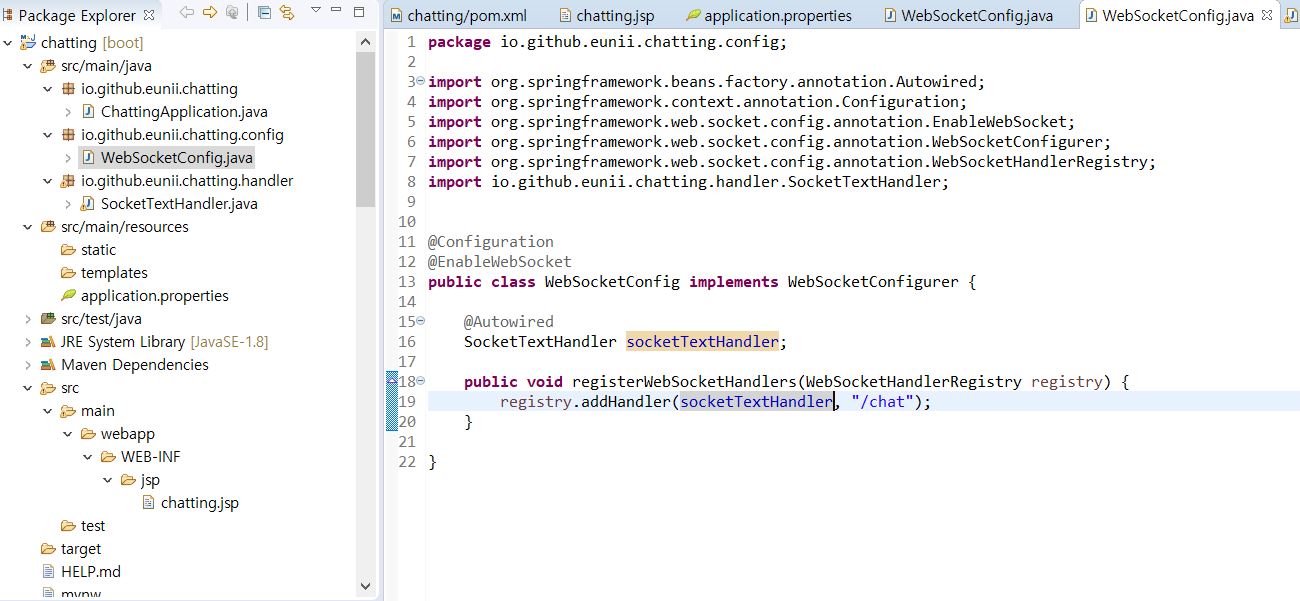 Package Explorer
chatting [boot]
src/main/java
io.github.eunii.chatting
ChattingApplication.java
io.github.eunii.chatting.config
WebSocketConfig.java
io.github.eunii.chatting.handler
SocketTextHandler.java
src/main/resources
static
templates
application.properties
src/test/java
JRE System Library [JavaSE-1.8]
Maven Dependencies
src
main
webapp
WEB-INF
jsp
chatting.jsp
test
target
HELP.md
mvnw
chatting/pom.xml chatting.jsp application.properties WebSocketConfig.java WebSocketConfig.java
1 package io.github.eunii.chatting.config;
2
3 import org.springframework.beans.factory.annotation.Autowired;
4 import org.springframework.context.annotation.Configuration;
5 import org.springframework.web.socket.config.annotation.EnableWebSocket;
6 import org.springframework.web.socket.config.annotation.WebSocketConfigurer;
7 import org.springframework.web.socket.config.annotation.WebSocketHandlerRegistry;
8 import io.github.eunii.chatting.handler.SocketTextHandler;
9
10
11 @Configuration
12 @EnableWebSocket
13 public class WebSocketConfig implements WebSocketConfigurer {
14
15 @Autowired
16 SocketTextHandler socketTextHandler;
17
18 public void registerWebSocketHandlers(WebSocketHandlerRegistry registry) {
19 registry.addHandler(socketTextHandler, "/chat");
20 }
21
22 }